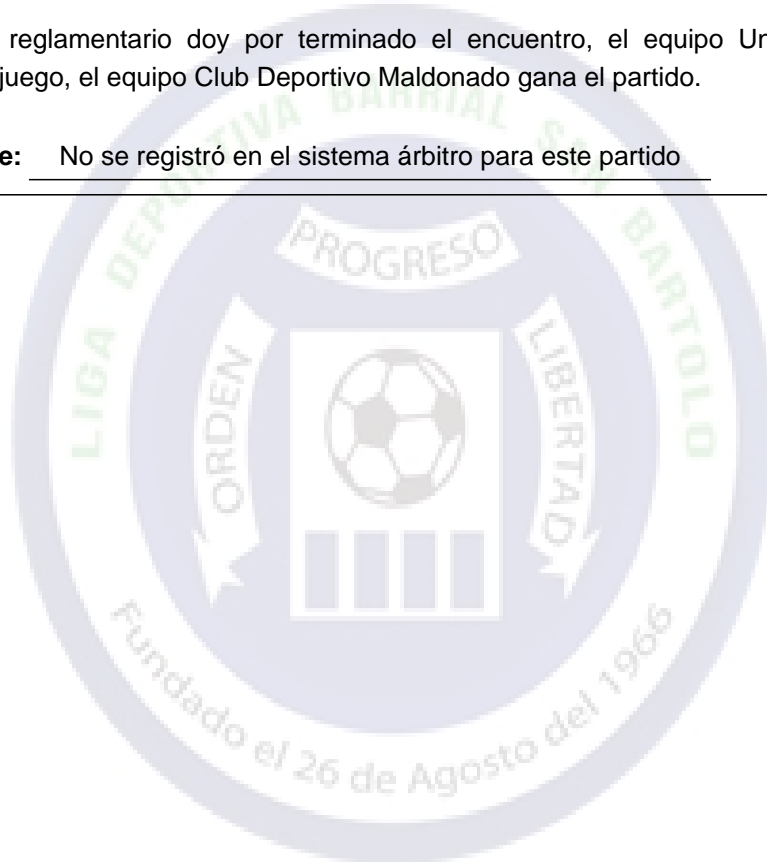 reglamentario doy por terminado el encuentro, el equipo Un
juego, el equipo Club Deportivo Maldonado gana el partido.
e: No se registró en el sistema árbitro para este partido
LIGA DEPORTIVA BARRIAL SAN BARTOLO
PROGRESO
ORDEN
LIBERTAD
Fundado el 26 de Agosto del 1966